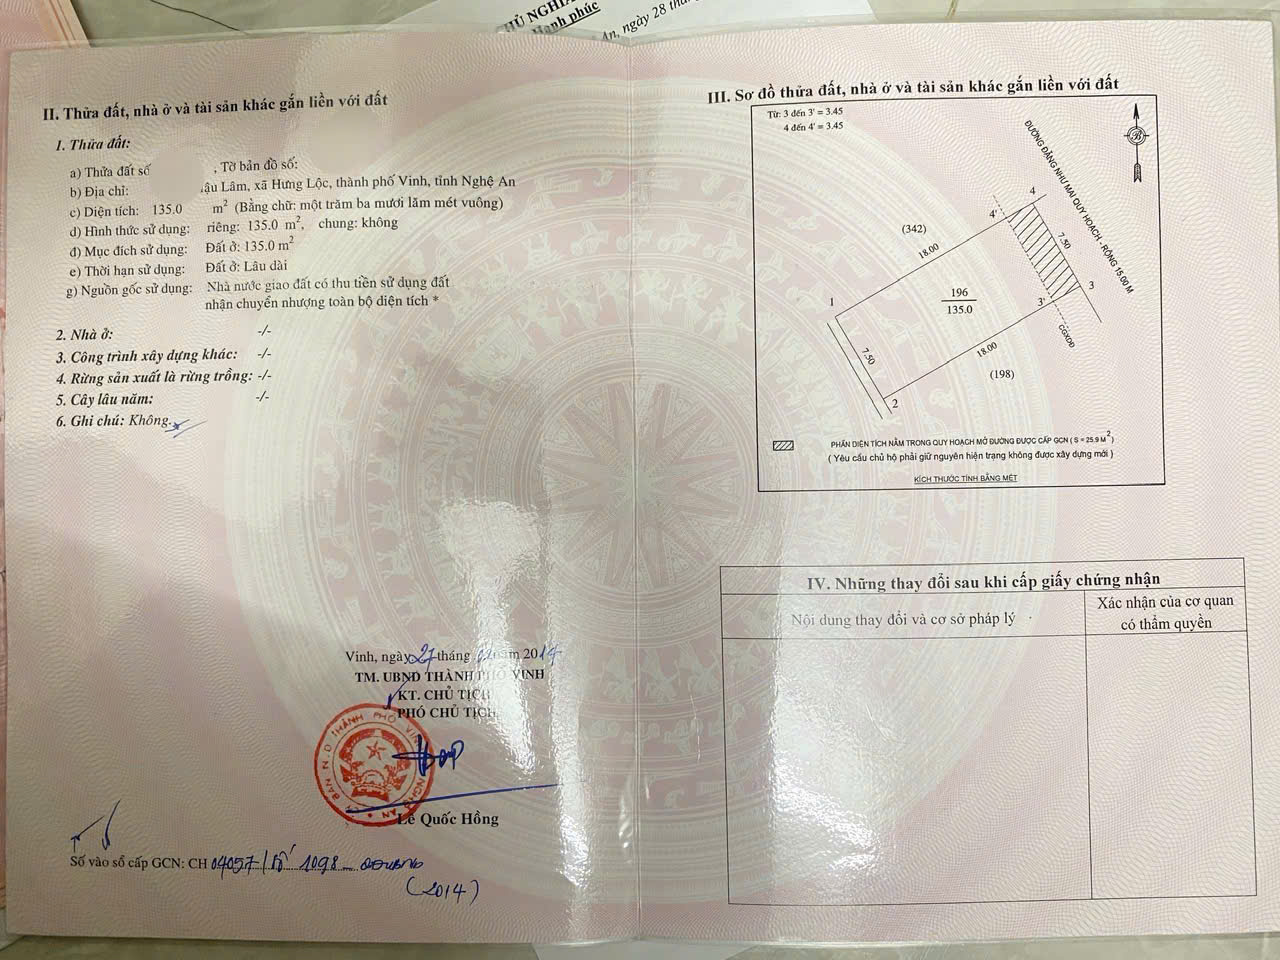 HỦ NGHĨA
Hạnh phúc
An, ngày 28
II. Thửa đất, nhà ở và tài sản khác gắn liền với đất
1. Thửa đất:
a) Thửa đất số , Tờ bản đồ số:
b) Địa chỉ: ậu Lâm, xã Hưng Lộc, thành phố Vinh, tỉnh Nghệ An
c) Diện tích: 135.0 m2 (Bằng chữ: một trăm ba mươi lăm mét vuông)
d) Hình thức sử dụng: riêng: 135.0 m2, chung: không
đ) Mục đích sử dụng: Đất ở: 135.0 m2
e) Thời hạn sử dụng: Đất ở: Lâu dài
g) Nguồn gốc sử dụng: Nhà nước giao đất có thu tiền sử dụng đất
nhận chuyển nhượng toàn bộ diện tích *
2. Nhà ở: -/-
3. Công trình xây dựng khác: -/-
4. Rừng sản xuất là rừng trồng: -/-
5. Cây lâu năm: -/-
6. Ghi chú: Không.
Vinh, ngày 27 tháng năm 2014
TM. UBND THÀNH PHỐ VINH
KT. CHỦ TỊCH
PHÓ CHỦ TỊCH
Lê Quốc Hồng
Số vào sổ cấp GCN: CH 04057/ 1098
(2014)
III. Sơ đồ thửa đất, nhà ở và tài sản khác gắn liền với đất
Từ: 3 đến 3' = 3.45
4 đến 4' = 3.45
ĐƯỜNG ĐẶNG NHƯ MAI QUY HOẠCH - RỘNG 15.00 M
4
4'
(342)
18.00
7.50
3
3'
1
196
135.0
CGXDĐ
7.50
18.00
(198)
2
PHẦN DIỆN TÍCH NẰM TRONG QUY HOẠCH MỞ ĐƯỜNG ĐƯỢC CẤP GCN ( S = 25.9 M2 )
( Yêu cầu chủ hộ phải giữ nguyên hiện trạng không được xây dựng mới )
KÍCH THƯỚC TÍNH BẰNG MÉT
IV. Những thay đổi sau khi cấp giấy chứng nhận
Nội dung thay đổi và cơ sở pháp lý
Xác nhận của cơ quan
có thẩm quyền